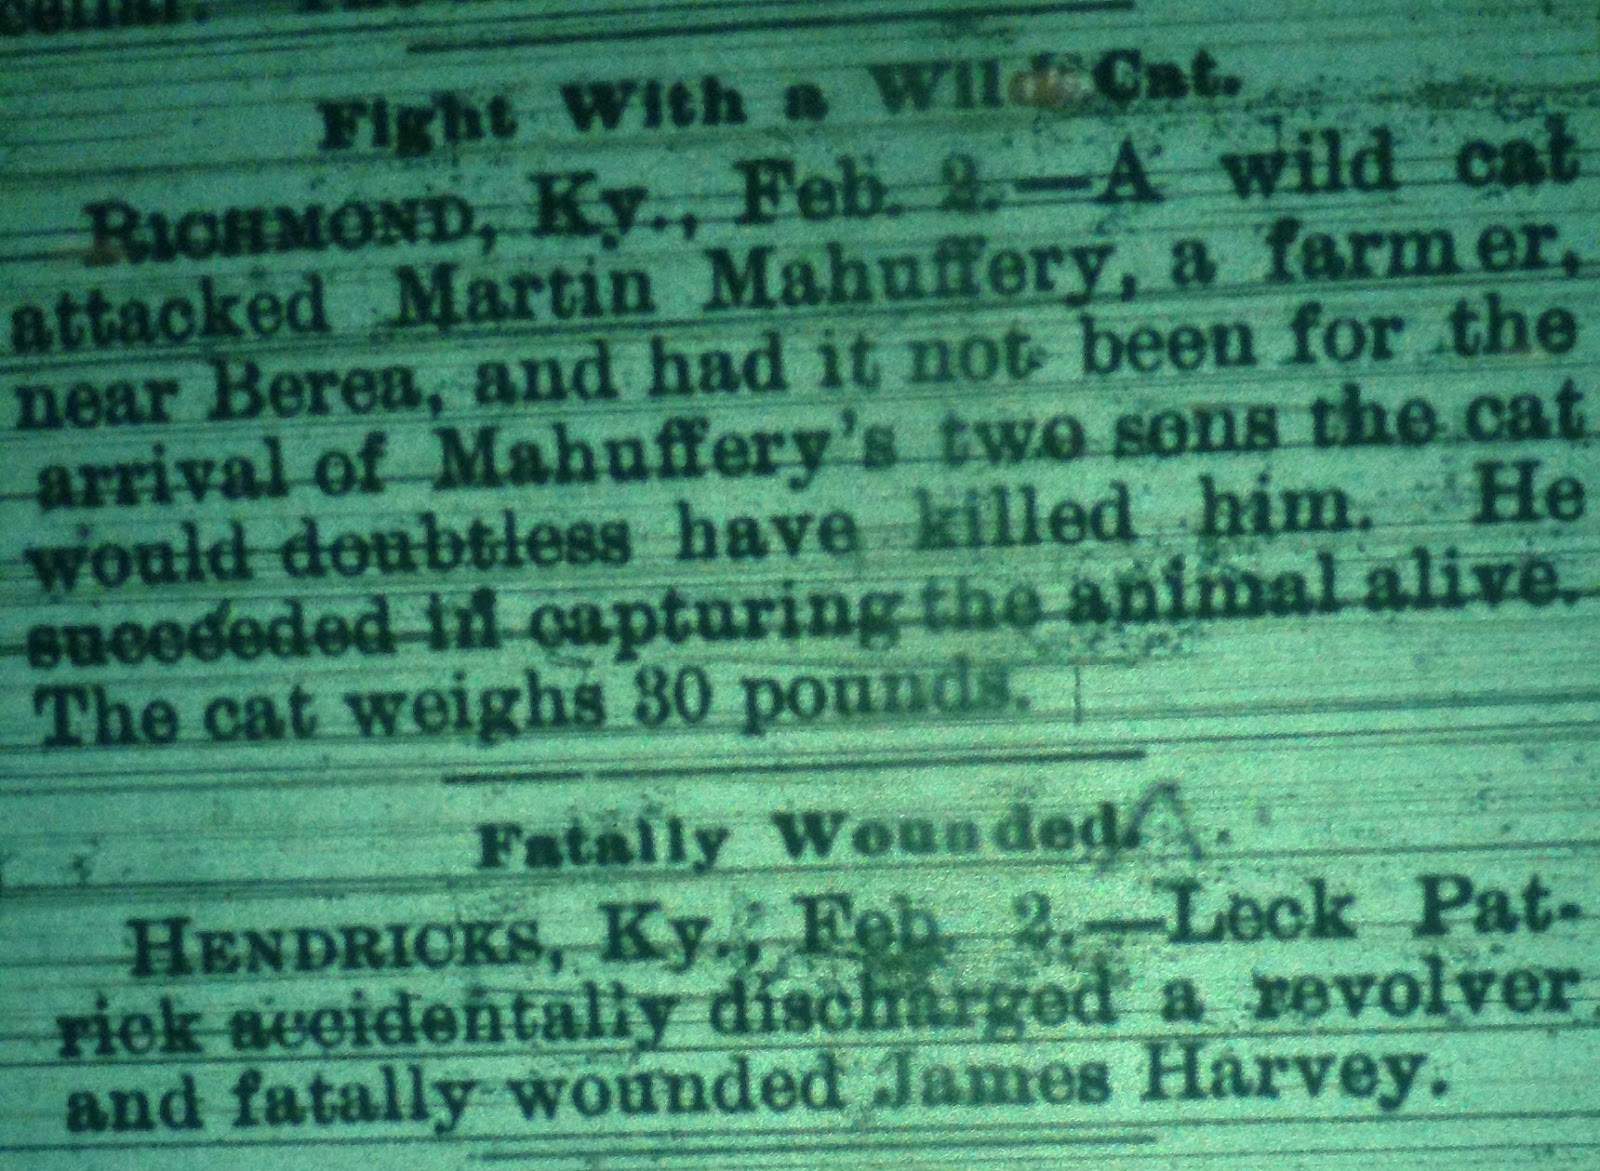 Fight With a Wild Cat.
RICHMOND, Ky., Feb. 2.—A wild cat
attacked Martin Mahuffery, a farmer,
near Berea, and had it not been for the
arrival of Mahuffery's two sons the cat
would doubtless have killed him. He
succeeded in capturing the animal alive.
The cat weighs 30 pounds.
Fatally Wounded.
HENDRICKS, Ky., Feb. 2.—Leck Pat-
rick accidentally discharged a revolver
and fatally wounded James Harvey.